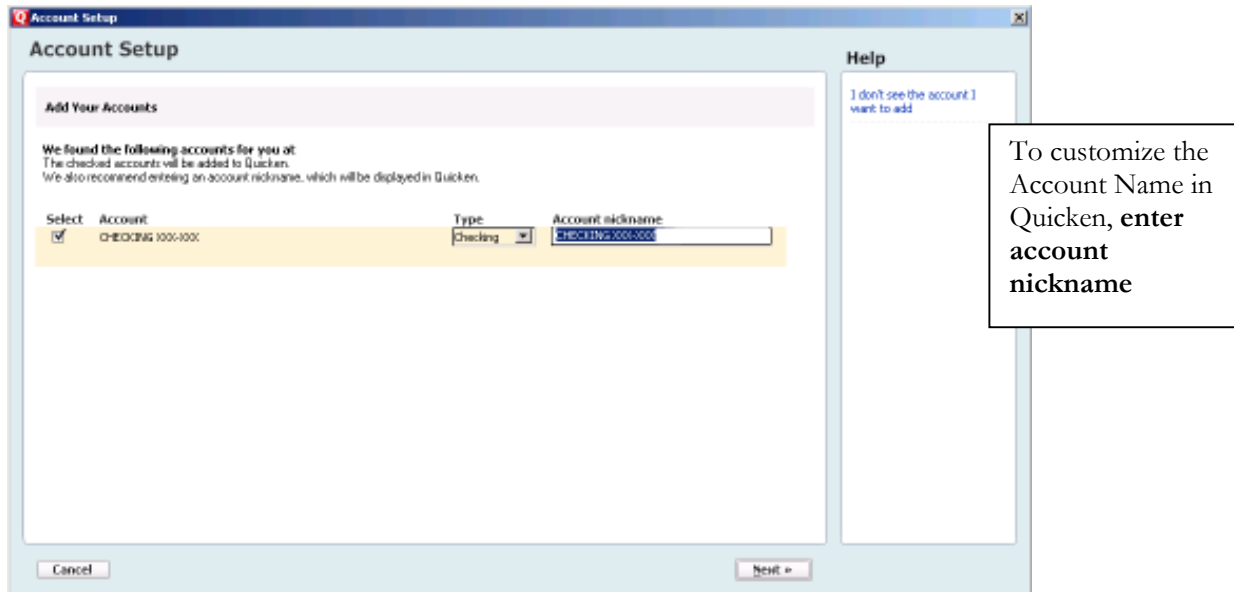 Account Setup
Account Setup
Help
Add Your Accounts
I don't see the account I
want to add
We found the following accounts for you at
The checked accounts will be added to Quicken.
We also recommend entering an account nickname, which will be displayed in Quicken.
Select Account Type Account nickname
CHECKING XXX-XXX Checking CHECKING XXX-XXX
To customize the
Account Name in
Quicken, enter
account
nickname
Cancel
Next »